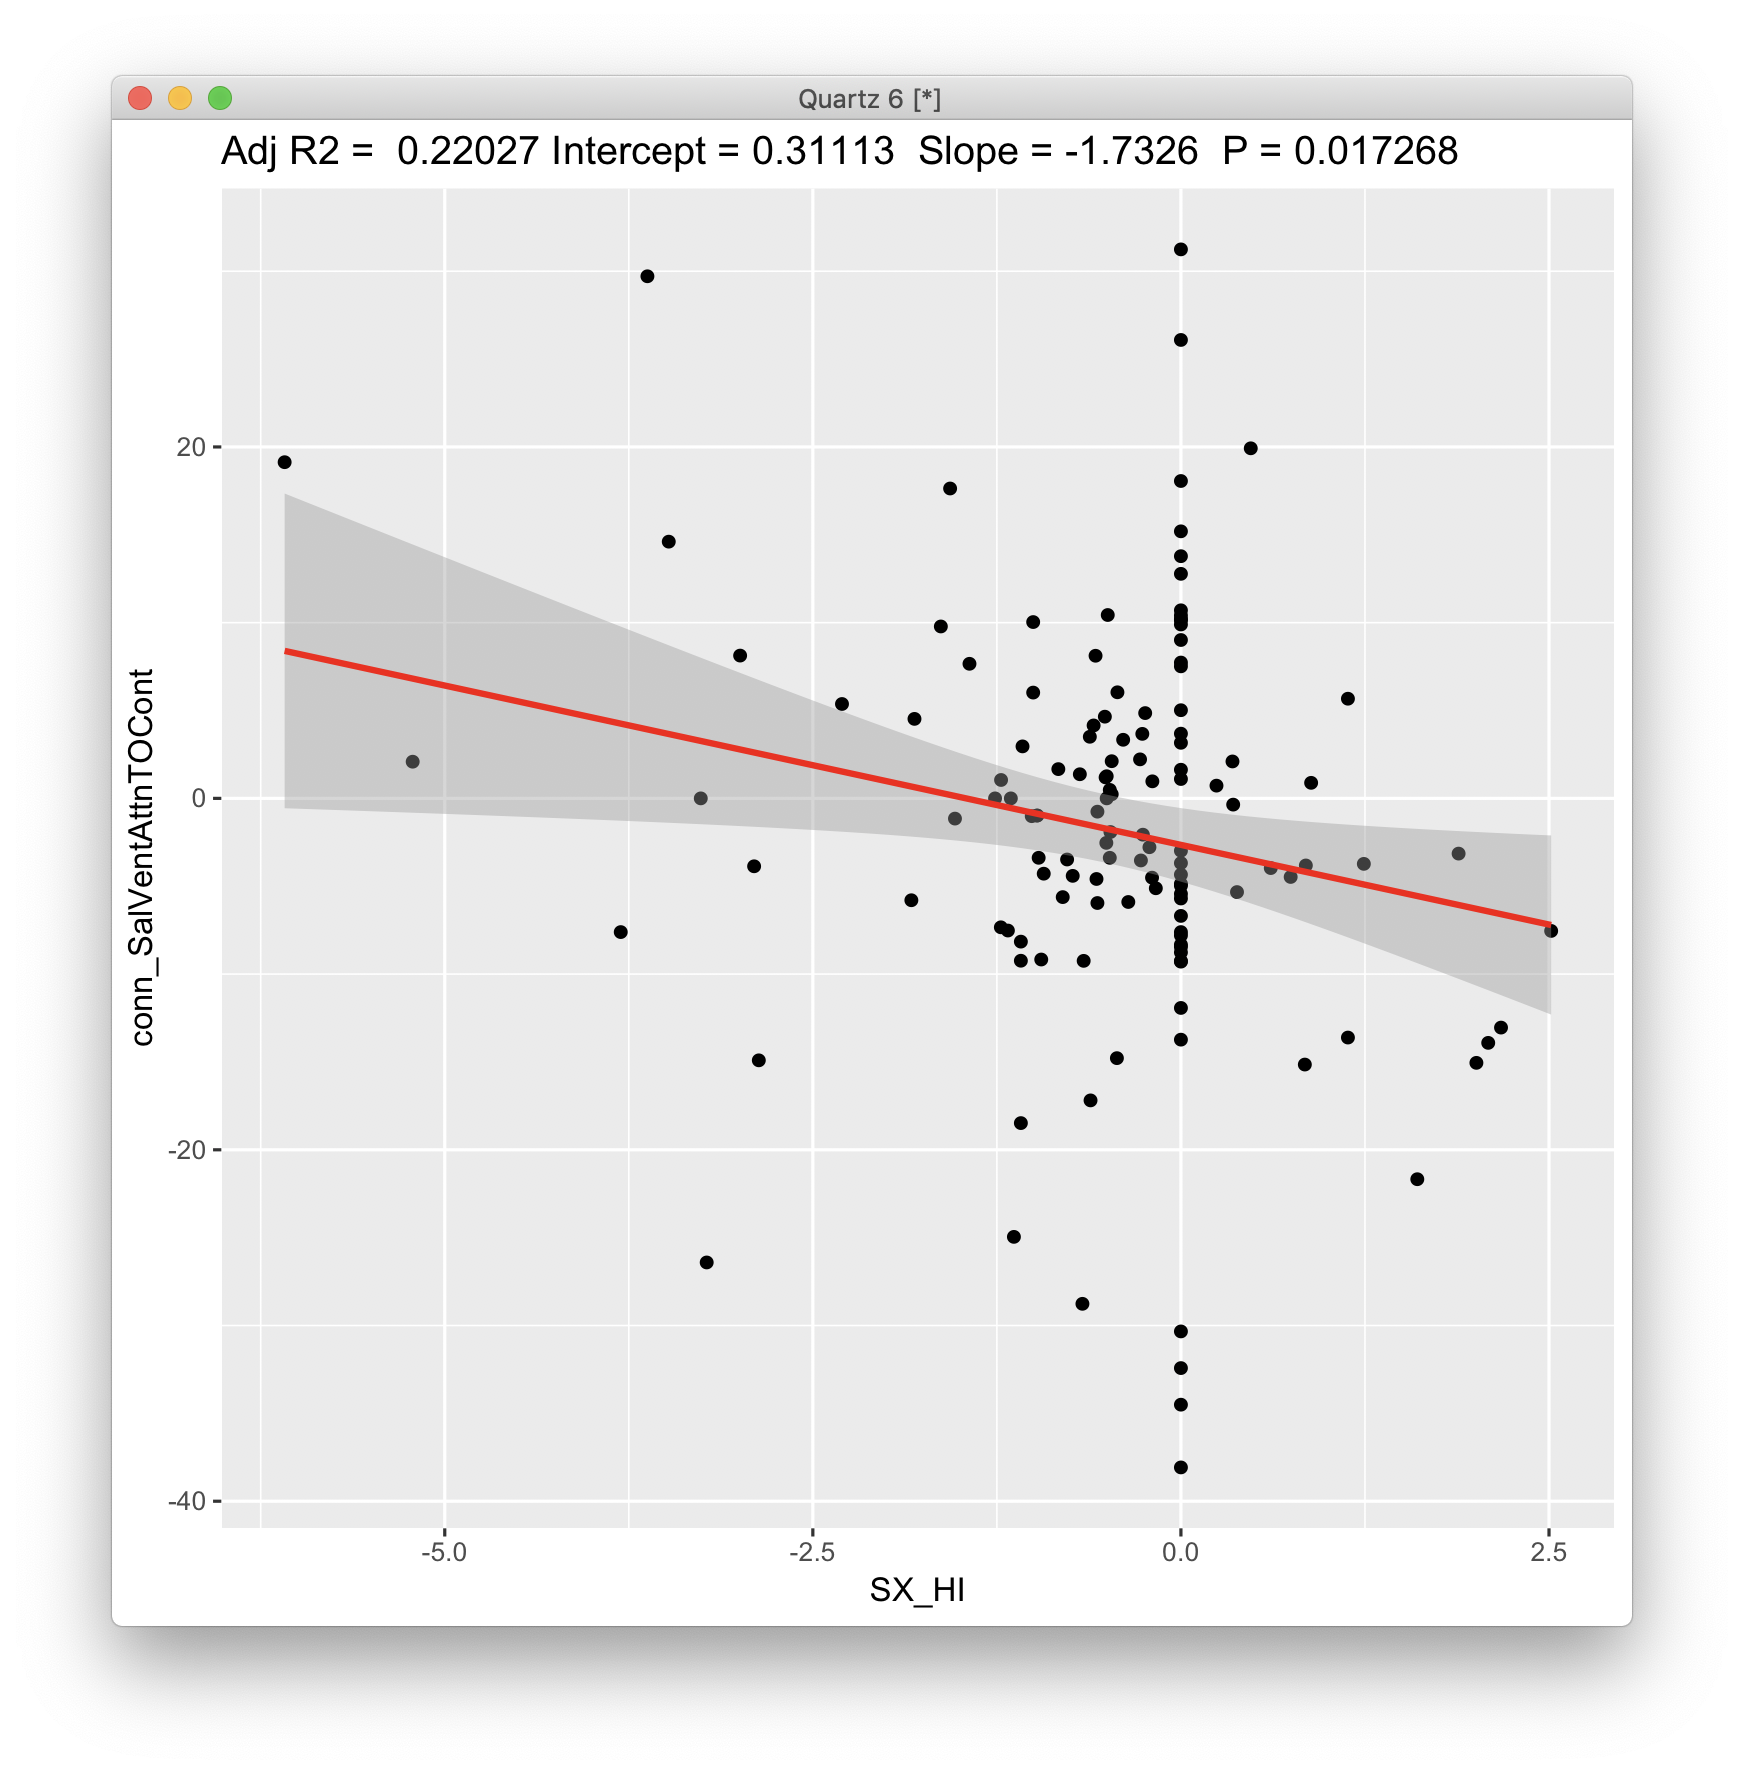 Quartz 6 [*]
Adj R2 =  0.22027 Intercept = 0.31113  Slope = -1.7326  P = 0.017268
conn_SalVentAttnTOCont
20
0
-20
-40
-5.0
-2.5
0.0
2.5
SX_HI